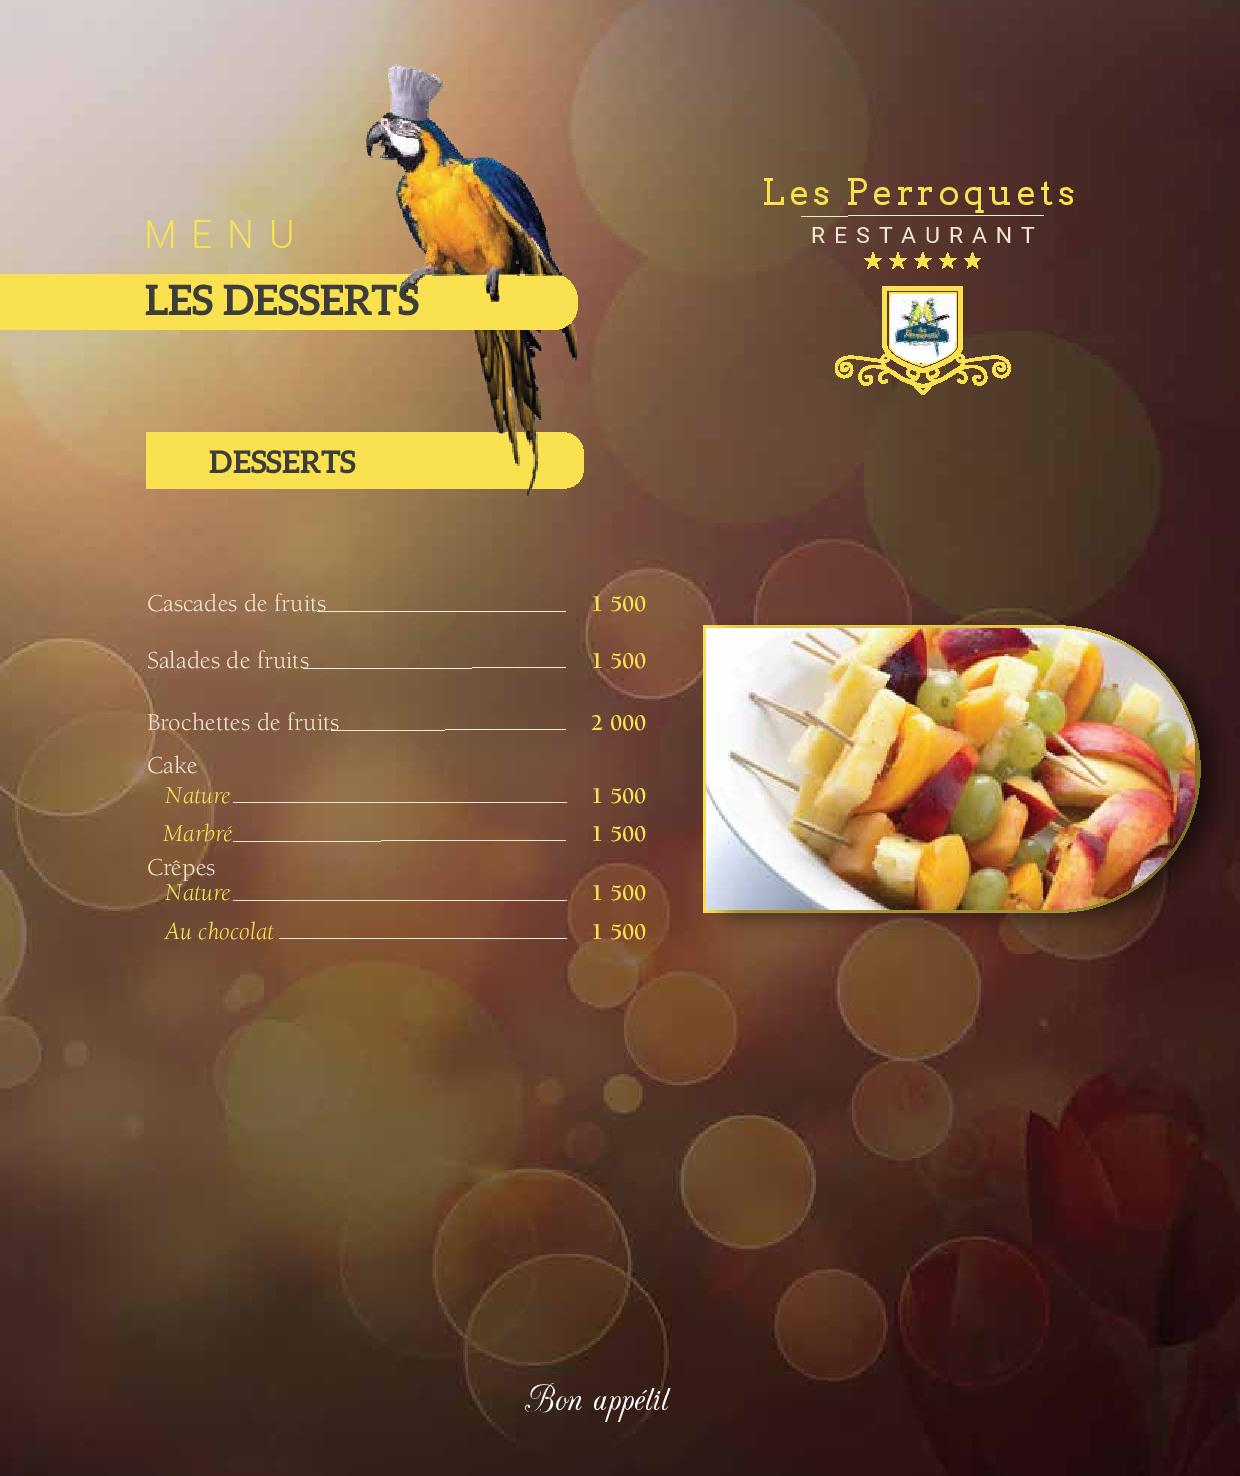 MENU
LES DESSERTS
Les Perroquets
RESTAURANT
DESSERTS
Cascades de fruits 1 500
Salades de fruits 1 500
Brochettes de fruits 2 000
Cake
Nature 1 500
Marbré 1 500
Crêpes
Nature 1 500
Au chocolat 1 500
Bon appétit